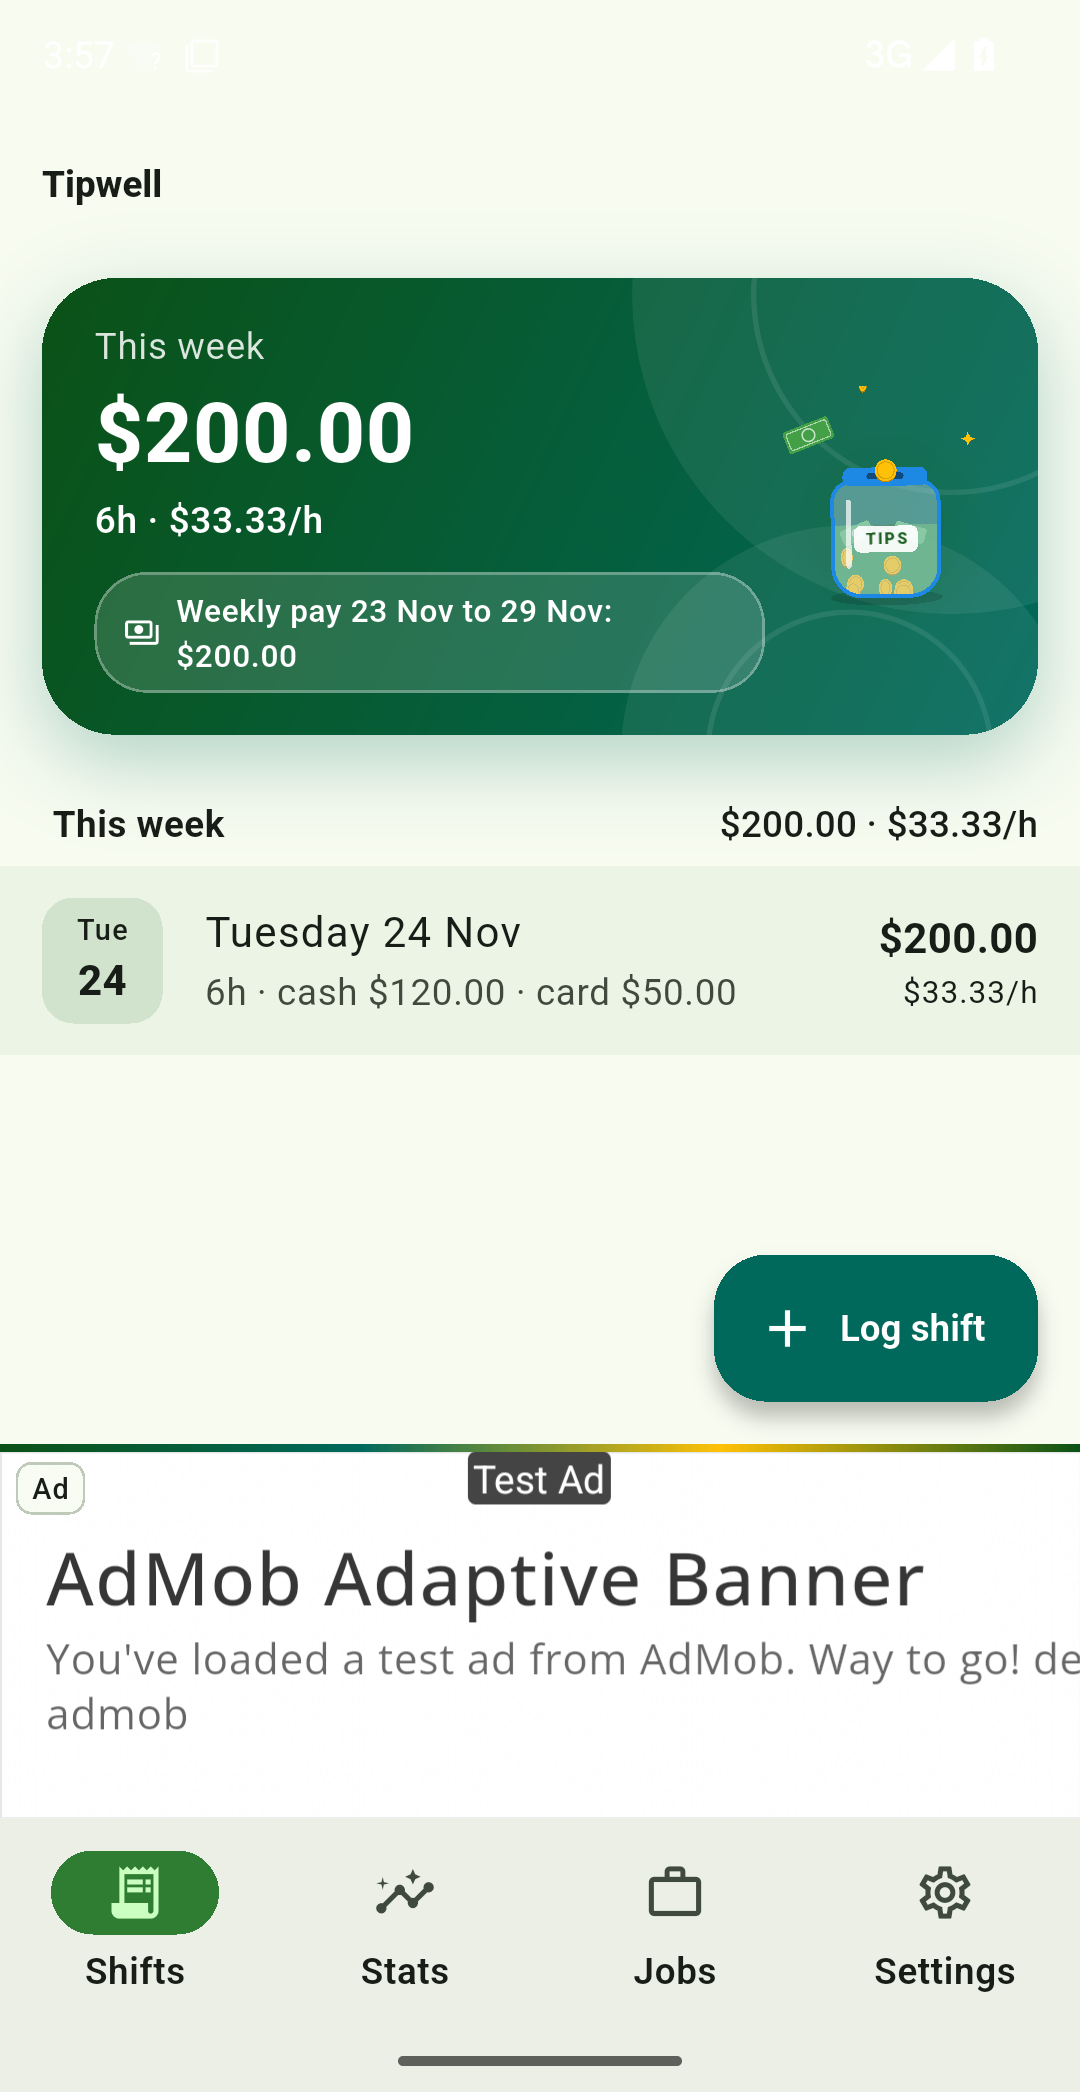 3:57
3G
Tipwell
This week
$200.00
6h · $33.33/h
TIPS
Weekly pay 23 Nov to 29 Nov:
$200.00
This week
$200.00 · $33.33/h
Tue
24
Tuesday 24 Nov
6h · cash $120.00 · card $50.00
$200.00
$33.33/h
Log shift
Ad
Test Ad
AdMob Adaptive Banner
You've loaded a test ad from AdMob. Way to go! de
admob
Shifts
Stats
Jobs
Settings